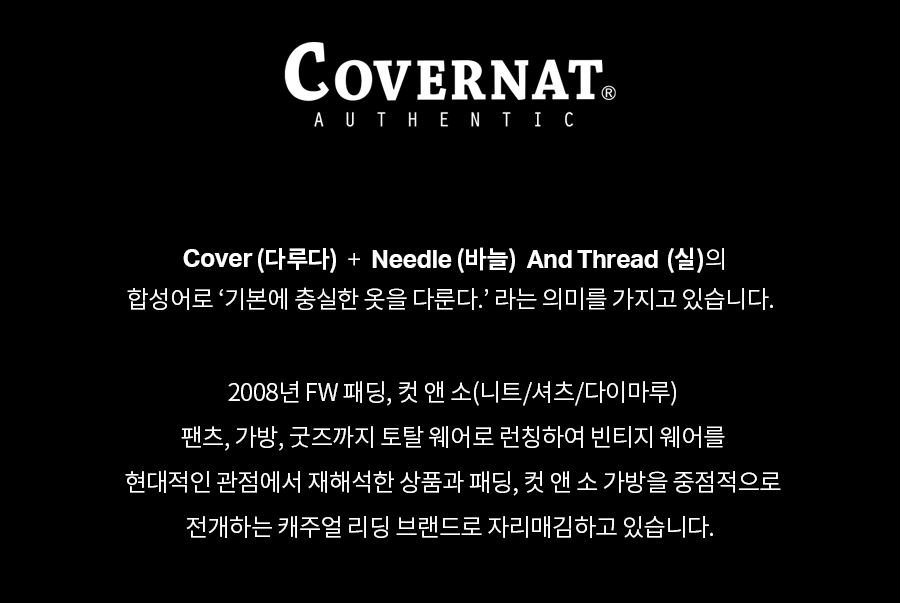 COVERNAT®
AUTHENTIC
Cover (다루다) + Needle (바늘) And Thread (실)의
합성어로 ‘기본에 충실한 옷을 다룬다.’ 라는 의미를 가지고 있습니다.
2008년 FW 패딩, 컷 앤 소(니트/셔츠/다이마루)
팬츠, 가방, 굿즈까지 토탈 웨어로 런칭하여 빈티지 웨어를
현대적인 관점에서 재해석한 상품과 패딩, 컷 앤 소 가방을 중점적으로
전개하는 캐주얼 리딩 브랜드로 자리매김하고 있습니다.